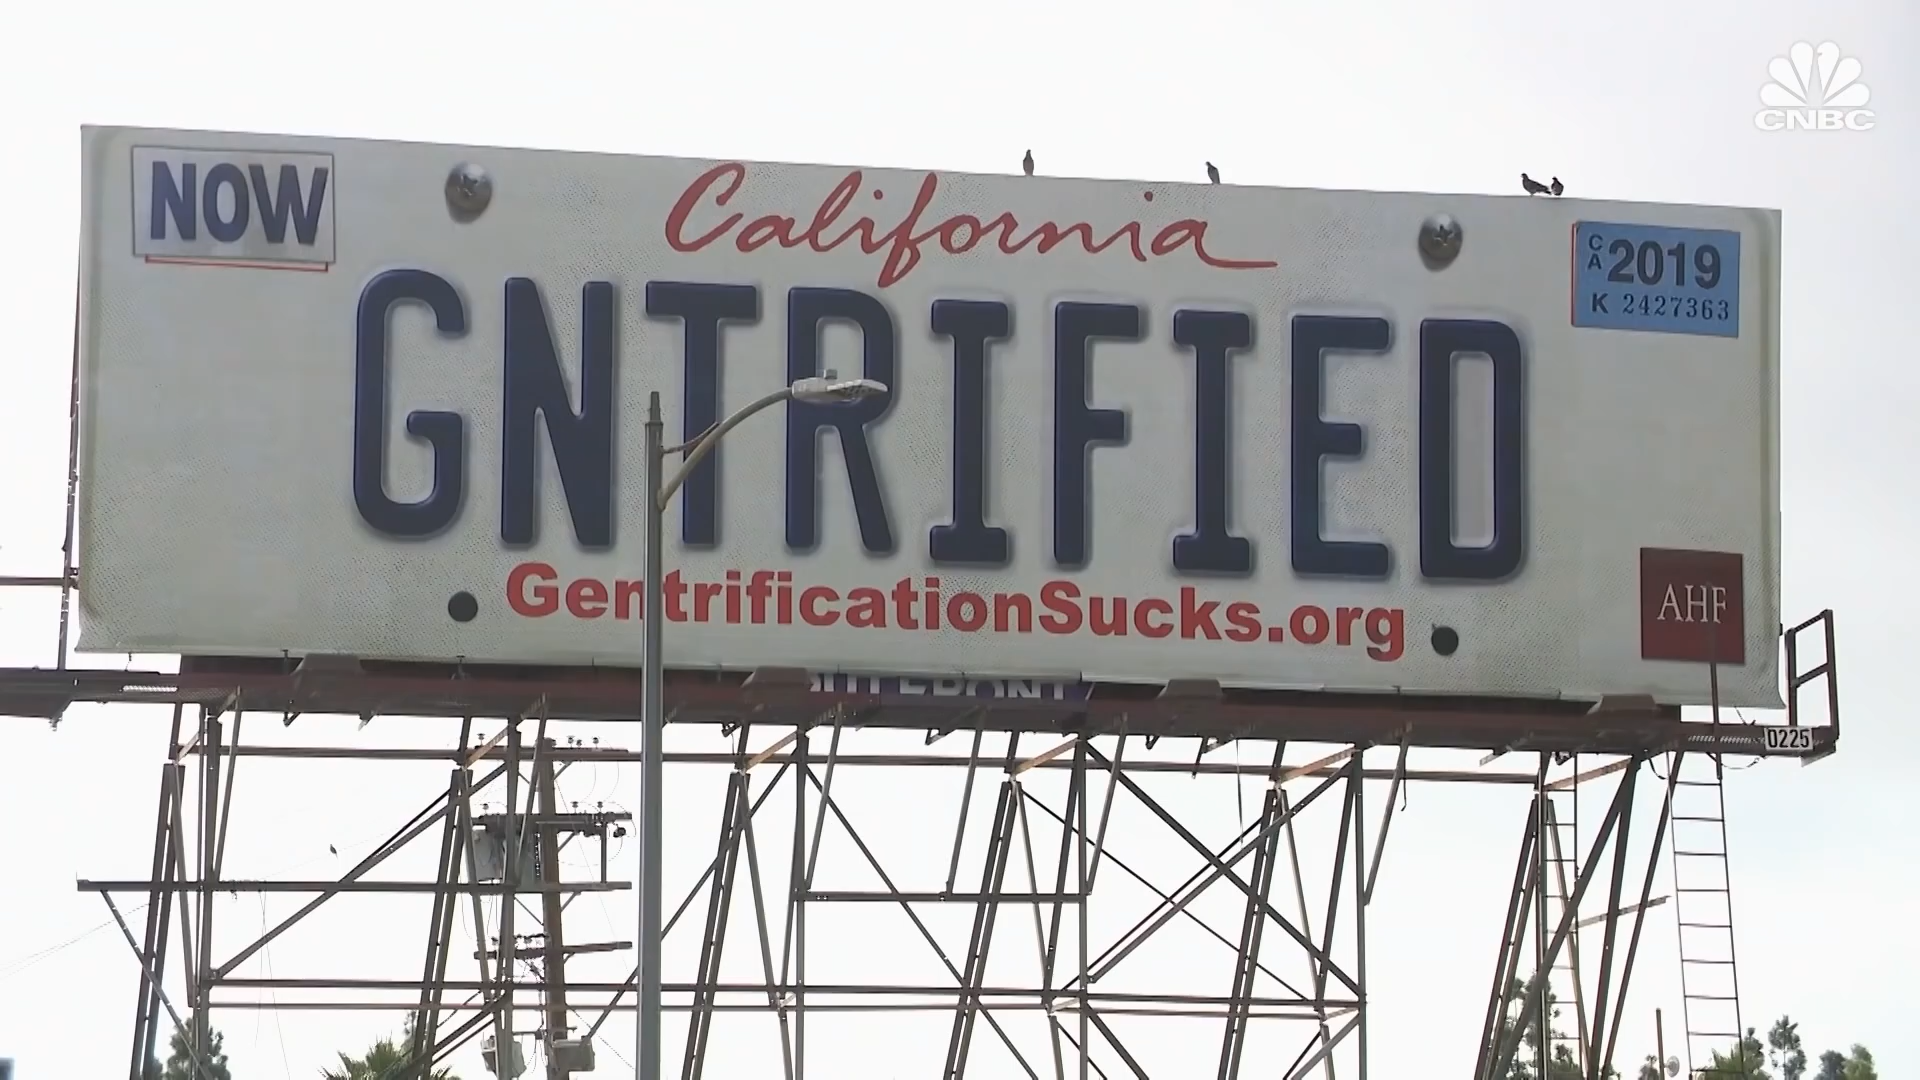 CNBC
NOW
California
CA 2019
K 2427363
GNTRIFIED
GentrificationSucks.org
AHF
0225